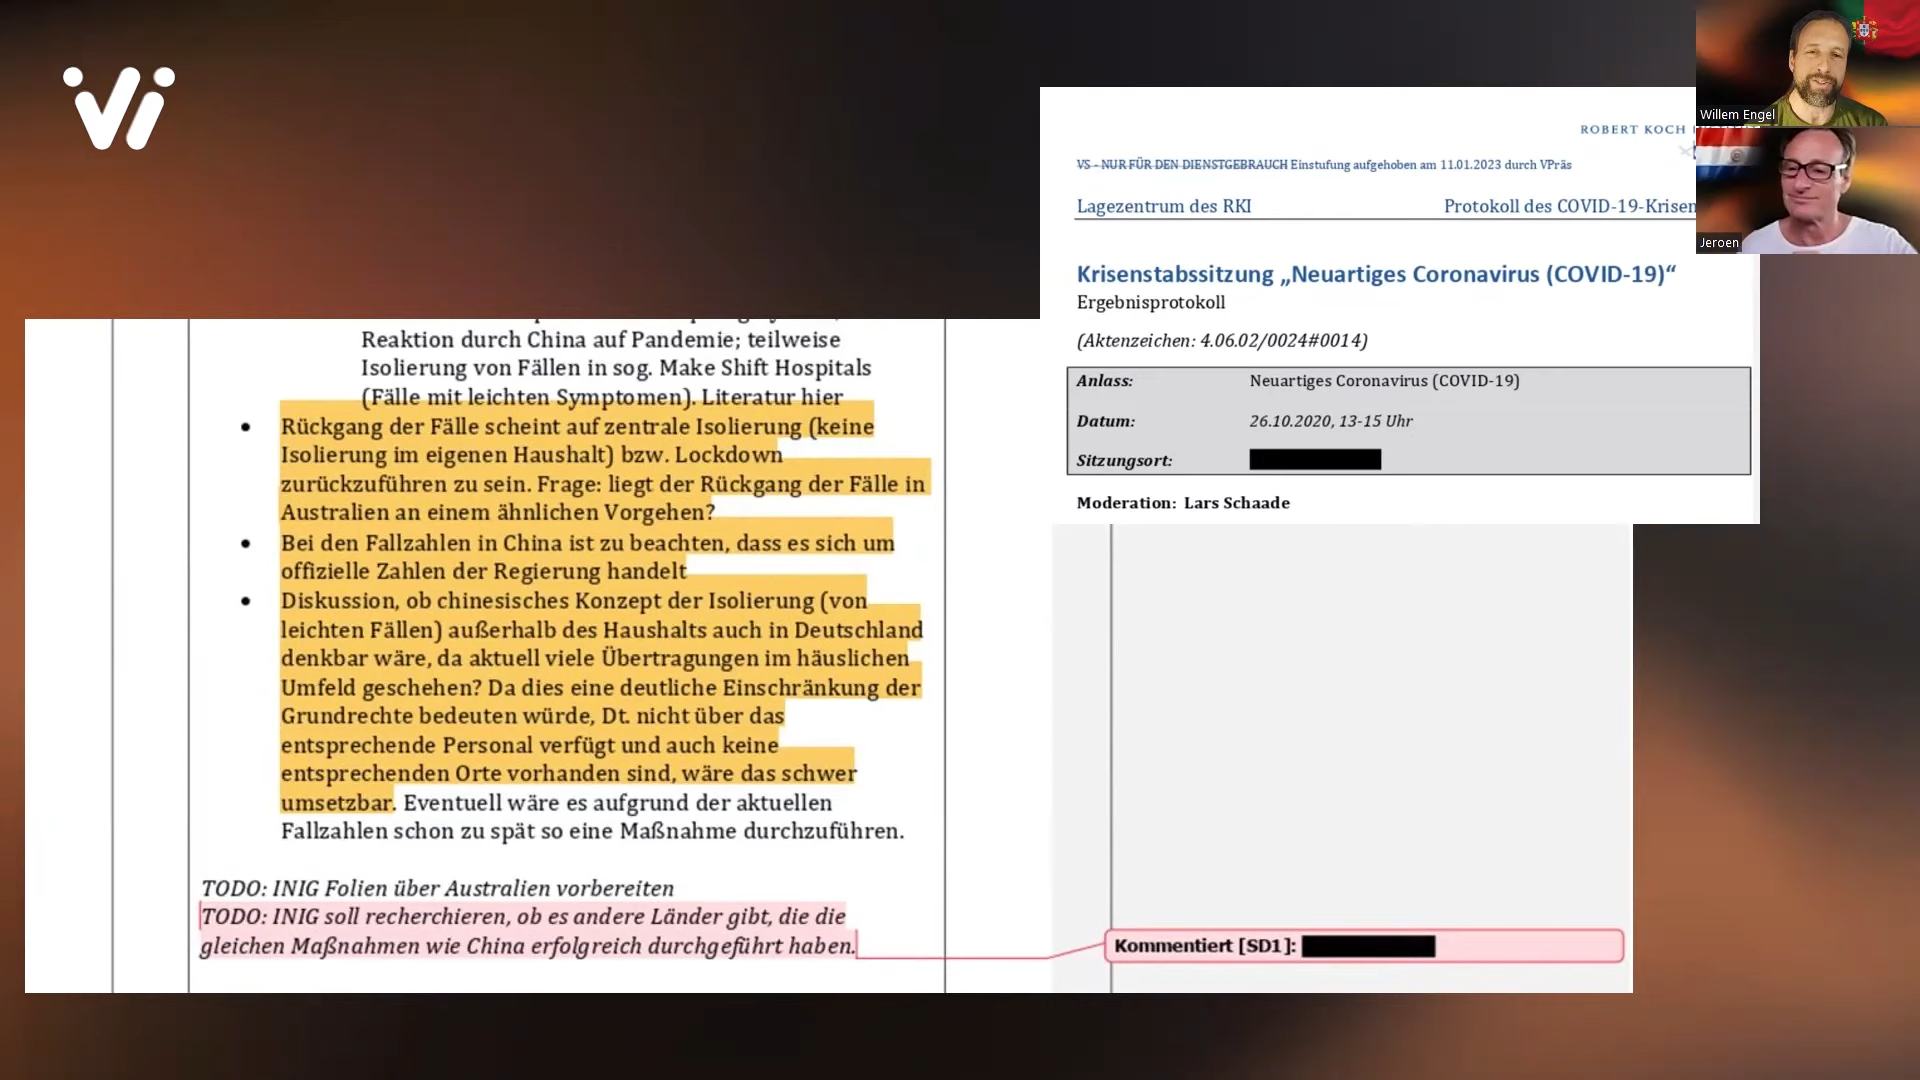 Vi
Willem Engel
Jeroen
ROBERT KOCH
VS - NUR FÜR DEN DIENSTGEBRAUCH Einstufung aufgehoben am 11.01.2023 durch VPräs
Lagezentrum des RKI Protokoll des COVID-19-Krisen
Krisenstabssitzung „Neuartiges Coronavirus (COVID-19)“
Ergebnisprotokoll
(Aktenzeichen: 4.06.02/0024#0014)
Anlass: Neuartiges Coronavirus (COVID-19)
Datum: 26.10.2020, 13-15 Uhr
Sitzungsort:
Moderation: Lars Schaade
Reaktion durch China auf Pandemie; teilweise
Isolierung von Fällen in sog. Make Shift Hospitals
(Fälle mit leichten Symptomen). Literatur hier
• Rückgang der Fälle scheint auf zentrale Isolierung (keine
Isolierung im eigenen Haushalt) bzw. Lockdown
zurückzuführen zu sein. Frage: liegt der Rückgang der Fälle in
Australien an einem ähnlichen Vorgehen?
• Bei den Fallzahlen in China ist zu beachten, dass es sich um
offizielle Zahlen der Regierung handelt
• Diskussion, ob chinesisches Konzept der Isolierung (von
leichten Fällen) außerhalb des Haushalts auch in Deutschland
denkbar wäre, da aktuell viele Übertragungen im häuslichen
Umfeld geschehen? Da dies eine deutliche Einschränkung der
Grundrechte bedeuten würde, Dt. nicht über das
entsprechende Personal verfügt und auch keine
entsprechenden Orte vorhanden sind, wäre das schwer
umsetzbar. Eventuell wäre es aufgrund der aktuellen
Fallzahlen schon zu spät so eine Maßnahme durchzuführen.
TODO: INIG Folien über Australien vorbereiten
TODO: INIG soll recherchieren, ob es andere Länder gibt, die die
gleichen Maßnahmen wie China erfolgreich durchgeführt haben.
Kommentiert [SD1]: